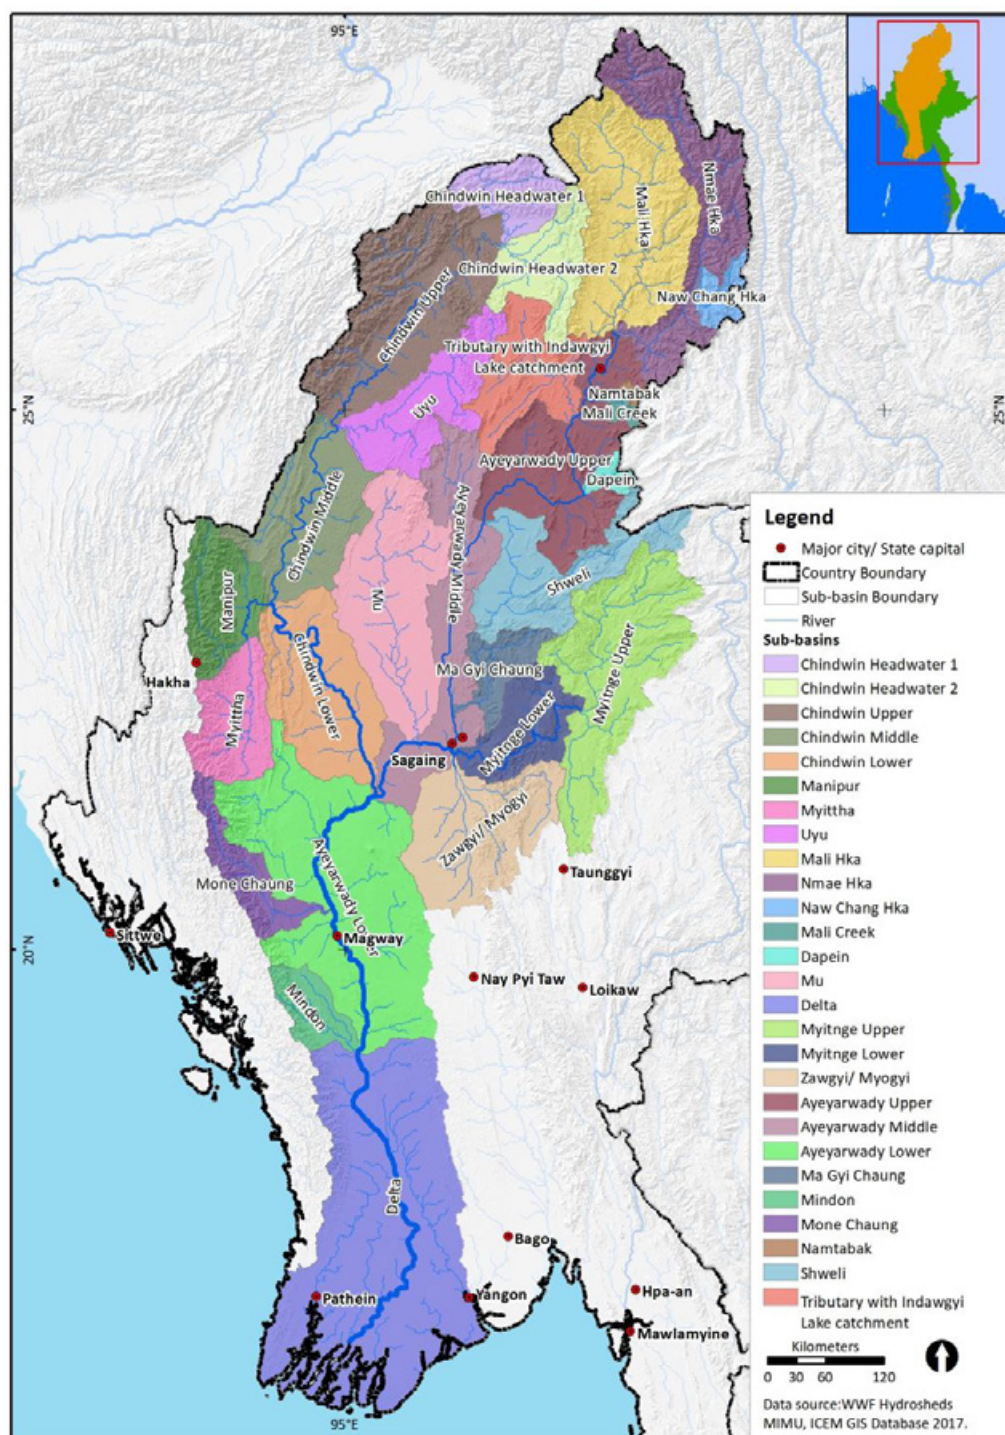 95°E
Chindwin Headwater 1
Mali Hka
Nmae Hka
Chindwin Headwater 2
Naw Chang Hka
Chindwin Upper
Tributary with Indawgyi
Lake catchment
Namtabak
Mali Creek
Uyu
25°N
25°N
Ayeyarwady Upper
Dapein
Chindwin Middle
Ayeyarwady Middle
Shweli
Manipur
Mu
Ma Gyi Chaung
Myitnge Upper
Hakha
Chindwin Lower
Myittha
Myitnge Lower
Sagaing
Zawgyi/ Myogyi
Ayeyarwady Lower
Mone Chaung
Taunggyi
Sittwe
Magway
20°N
Nay Pyi Taw
Loikaw
Mindon
Delta
Bago
Pathein
Yangon
Hpa-an
Mawlamyine
95°E
Legend
Major city/ State capital
Country Boundary
Sub-basin Boundary
River
Sub-basins
Chindwin Headwater 1
Chindwin Headwater 2
Chindwin Upper
Chindwin Middle
Chindwin Lower
Manipur
Myittha
Uyu
Mali Hka
Nmae Hka
Naw Chang Hka
Mali Creek
Dapein
Mu
Delta
Myitnge Upper
Myitnge Lower
Zawgyi/ Myogyi
Ayeyarwady Upper
Ayeyarwady Middle
Ayeyarwady Lower
Ma Gyi Chaung
Mindon
Mone Chaung
Namtabak
Shweli
Tributary with Indawgyi
Lake catchment
Kilometers
0 30 60 120
Data source:WWF Hydrosheds
MIMU, ICEM GIS Database 2017.